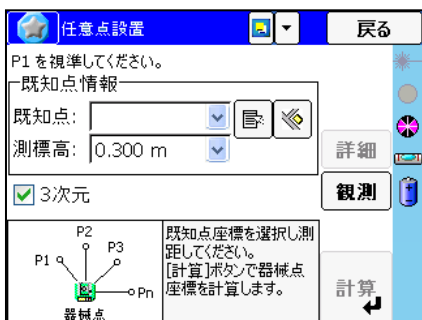 任意点設置
戻る
P1 を視準してください。
既知点情報
既知点:
測標高: 0.300 m
詳細
3次元
観測
P2
P3
P1
Pn
器械点
既知点座標を選択し測
距してください。
[計算]ボタンで器械点
座標を計算します。
計算